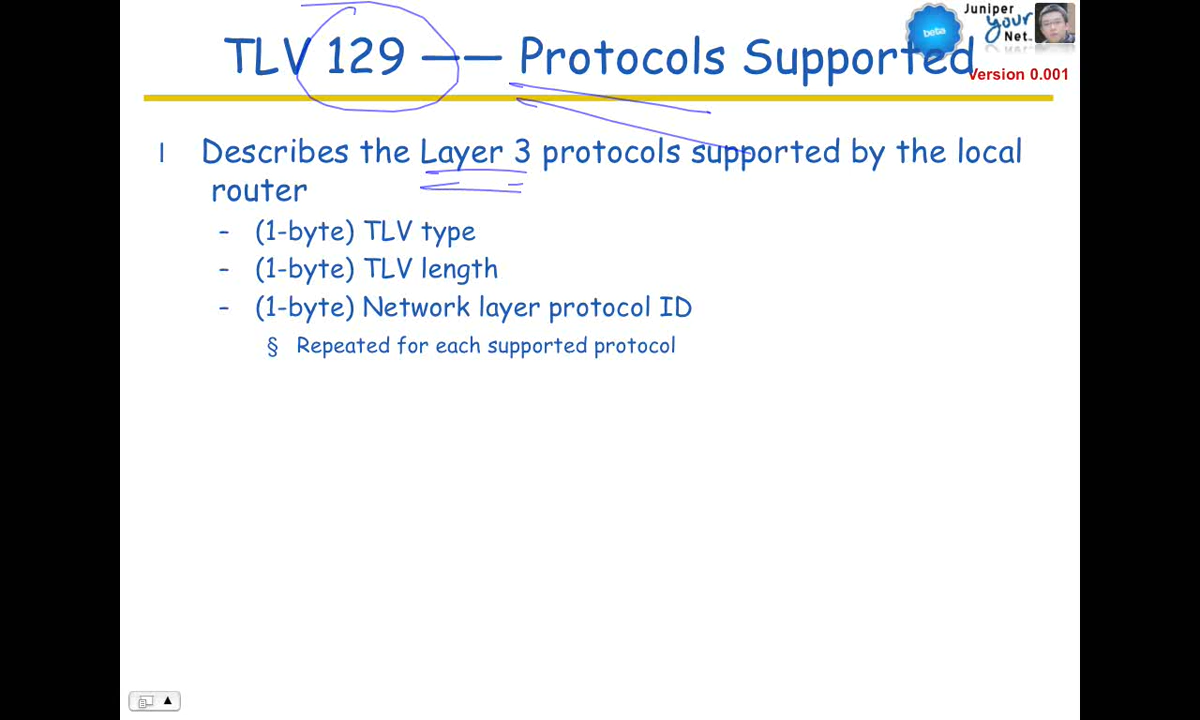 TLV 129 —— Protocols Supported
beta
Juniper
your
Net
Version 0.001
l Describes the Layer 3 protocols supported by the local
router
– (1-byte) TLV type
– (1-byte) TLV length
– (1-byte) Network layer protocol ID
§ Repeated for each supported protocol